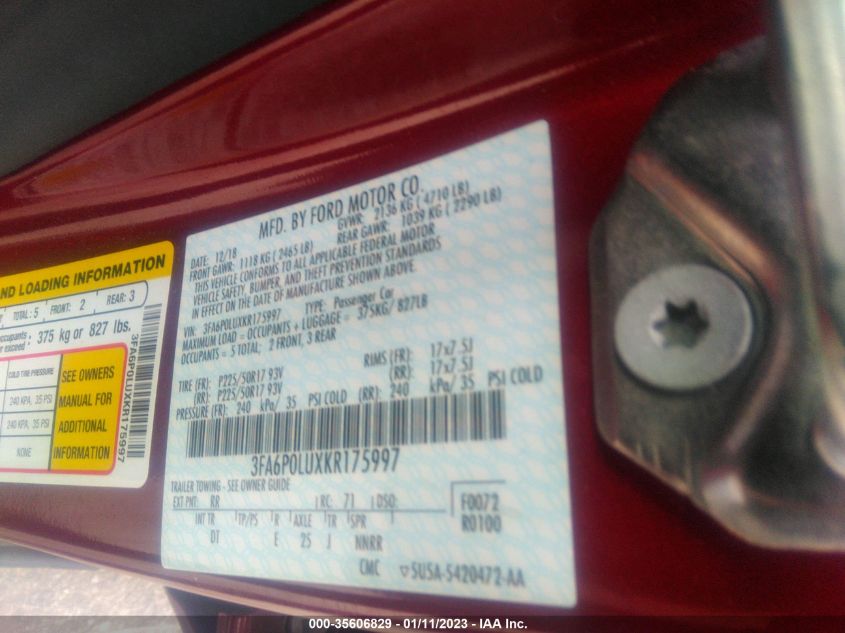 MFD. BY FORD MOTOR CO.
DATE: 12/18 GVWR: 2136 KG ( 4710 LB)
FRONT GAWR: 1118 KG ( 2465 LB) REAR GAWR: 1039 KG ( 2290 LB)
THIS VEHICLE CONFORMS TO ALL APPLICABLE FEDERAL MOTOR
VEHICLE SAFETY, BUMPER, AND THEFT PREVENTION STANDARDS
IN EFFECT ON THE DATE OF MANUFACTURE SHOWN ABOVE.
VIN: 3FA6P0LUXKR175997 TYPE: Passenger Car
MAXIMUM LOAD = OCCUPANTS + LUGGAGE = 375KG/ 827LB
OCCUPANTS = 5 TOTAL; 2 FRONT, 3 REAR
TIRE (F): P225/50R17 93V RIMS (FR): 17x7.5J
(R): P225/50R17 93V (RR): 17x7.5J
PRESSURE (FR): 240 kPa/ 35 PSI COLD (RR): 240 kPa/ 35 PSI COLD
3FA6P0LUXKR175997
TRAILER TOWING - SEE OWNER GUIDE
EXT PNT: RR RC: 71 DSO: F0072
INT TR TP/PS R AXLE TR SPR R0100
DT E 25 J NNRR
CMC 5U5A-5420472-AA
ND LOADING INFORMATION
TOTAL: 5 FRONT: 2 REAR: 3
375 kg or 827 lbs.
COLD TIRE PRESSURE
240 KPA, 35 PSI
240 KPA, 35 PSI
NONE
SEE OWNERS
MANUAL FOR
ADDITIONAL
INFORMATION
3FA6P0LUXKR175997
000-35606829 - 01/11/2023 - IAA Inc.